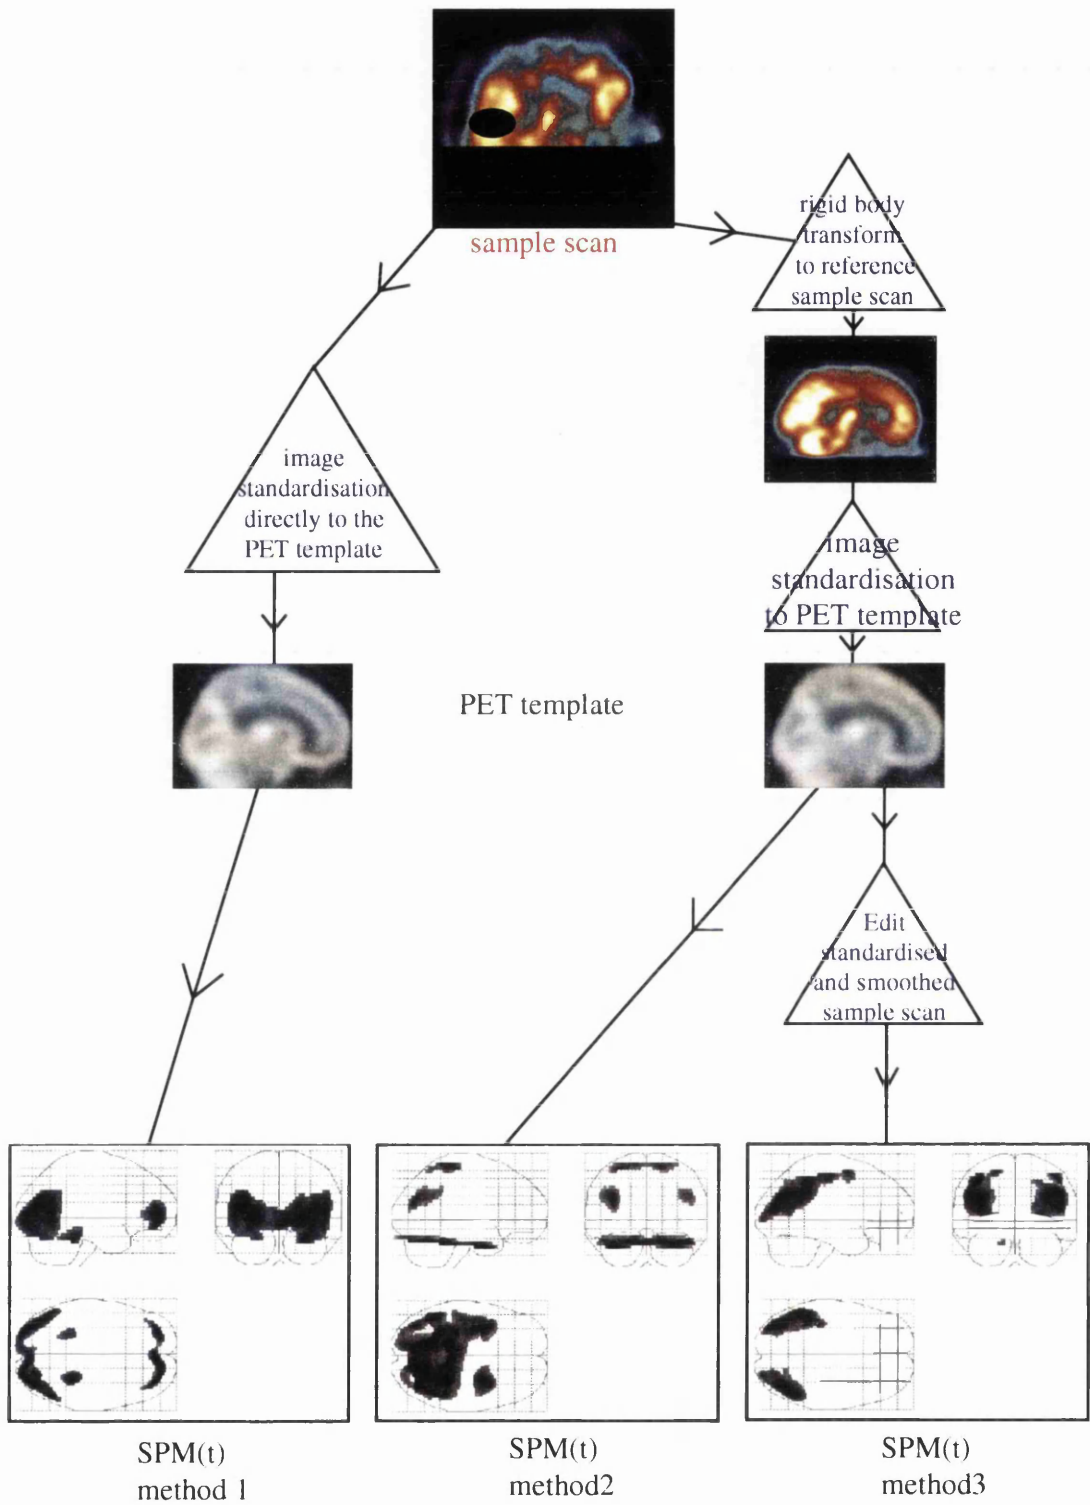 sample scan
rigid body
transform
to reference
sample scan
image
standardisation
directly to the
PET template
image
standardisation
to PET template
PET template
Edit
standardised
and smoothed
sample scan
SPM(t)
method 1
SPM(t)
method2
SPM(t)
method3